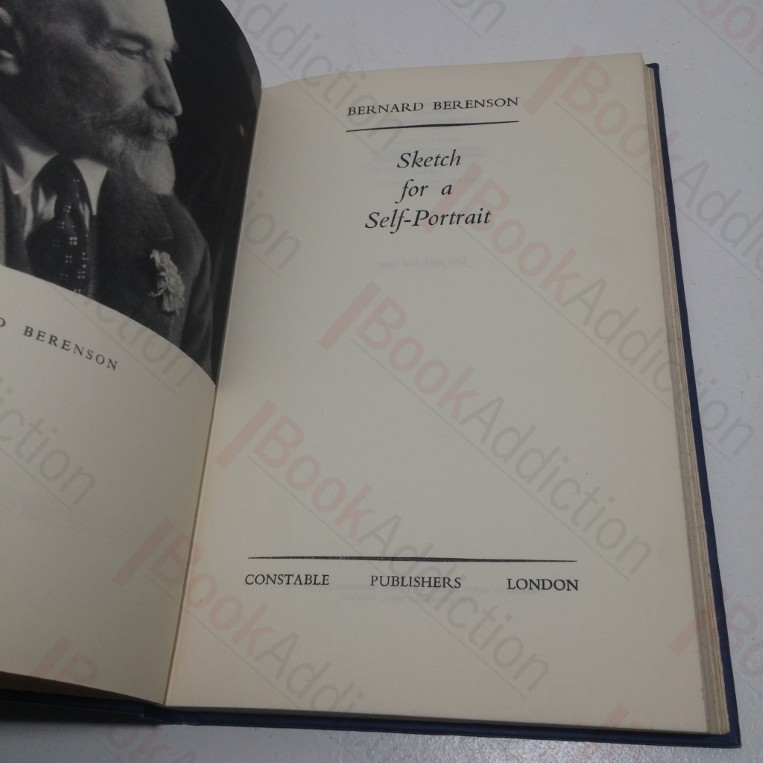 D BERENSON
BERNARD BERENSON
Sketch
for a
Self-Portrait
CONSTABLE PUBLISHERS LONDON
BookAddiction